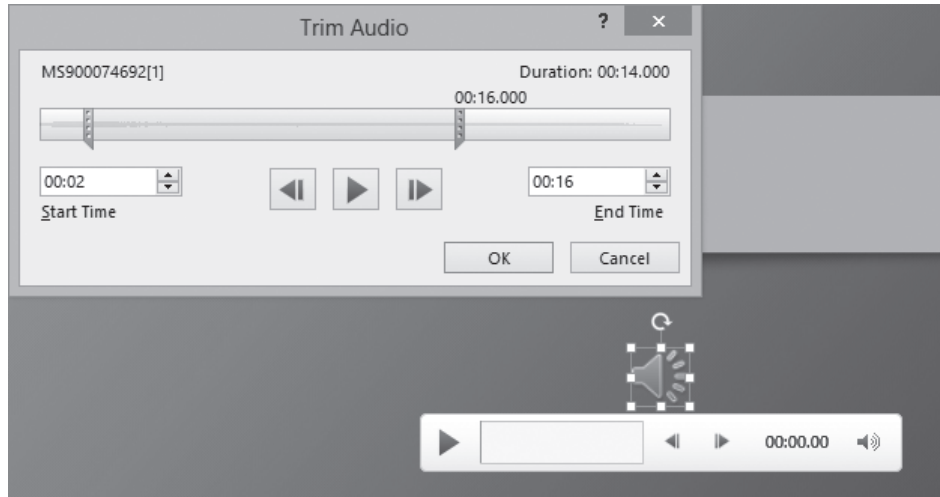 Trim Audio
?
MS900074692[1] Duration: 00:14.000
00:16.000
00:02 00:16
Start Time End Time
OK Cancel
00:00.00